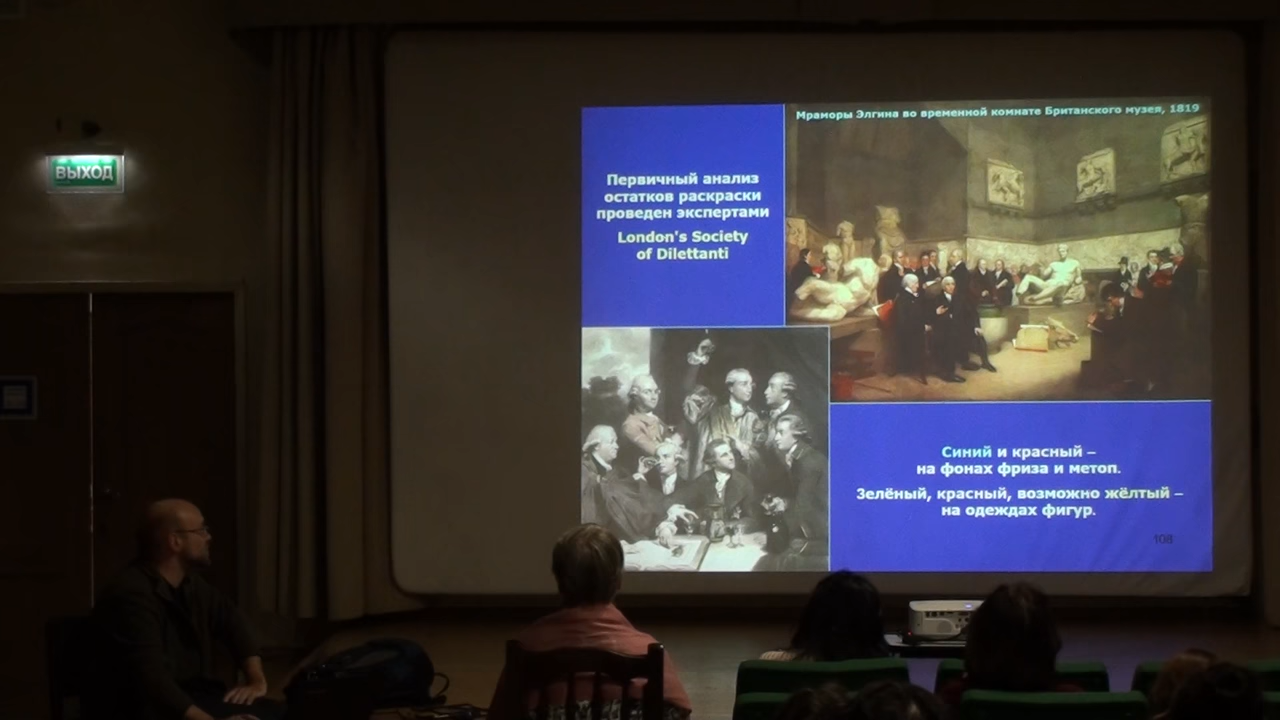 ВЫХОД
Мраморы Элгина во временной комнате Британского музея, 1819
Первичный анализ
остатков раскраски
проведен экспертами
London's Society
of Dilettanti
Синий и красный –
на фонах фриза и метоп.
Зелёный, красный, возможно жёлтый –
на одеждах фигур.
108